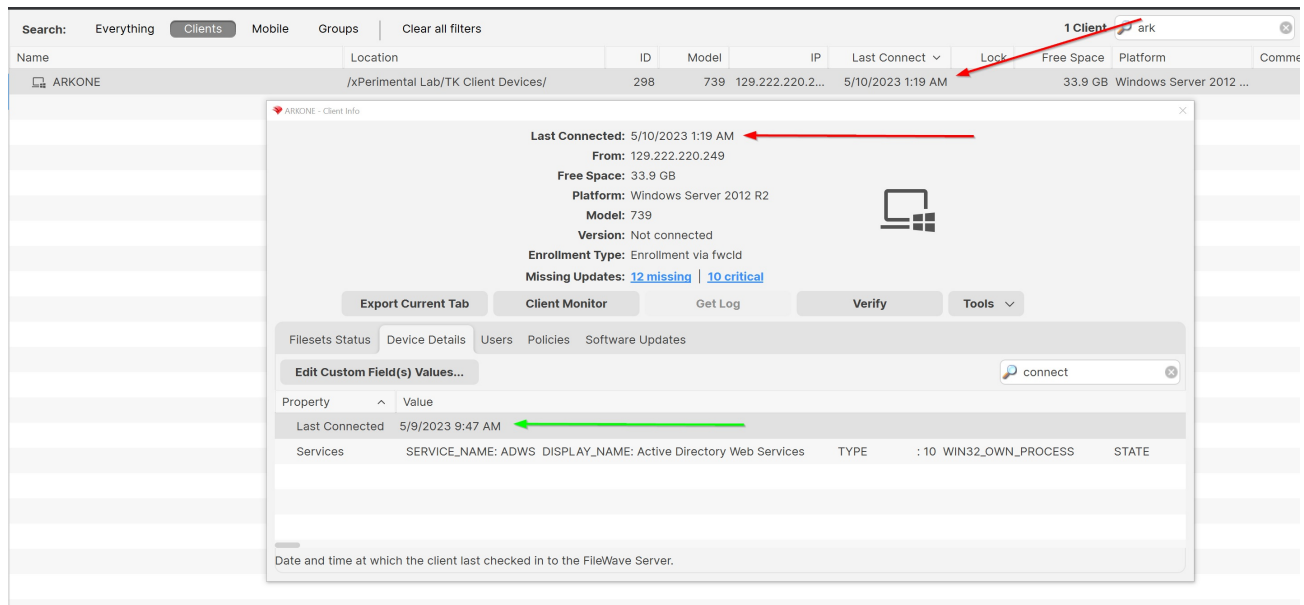 Search: Everything Clients Mobile Groups Clear all filters 1 Client ark
Name Location ID Model IP Last Connect Lock Free Space Platform Comme
ARKONE /xPerimental Lab/TK Client Devices/ 298 739 129.222.220.2... 5/10/2023 1:19 AM 33.9 GB Windows Server 2012 ...
ARKONE - Client Info
Last Connected: 5/10/2023 1:19 AM
From: 129.222.220.249
Free Space: 33.9 GB
Platform: Windows Server 2012 R2
Model: 739
Version: Not connected
Enrollment Type: Enrollment via fwcld
Missing Updates: 12 missing | 10 critical
Export Current Tab Client Monitor Get Log Verify Tools
Filesets Status Device Details Users Policies Software Updates
Edit Custom Field(s) Values... connect
Property Value
Last Connected 5/9/2023 9:47 AM
Services SERVICE_NAME: ADWS DISPLAY_NAME: Active Directory Web Services TYPE : 10 WIN32_OWN_PROCESS STATE
Date and time at which the client last checked in to the FileWave Server.